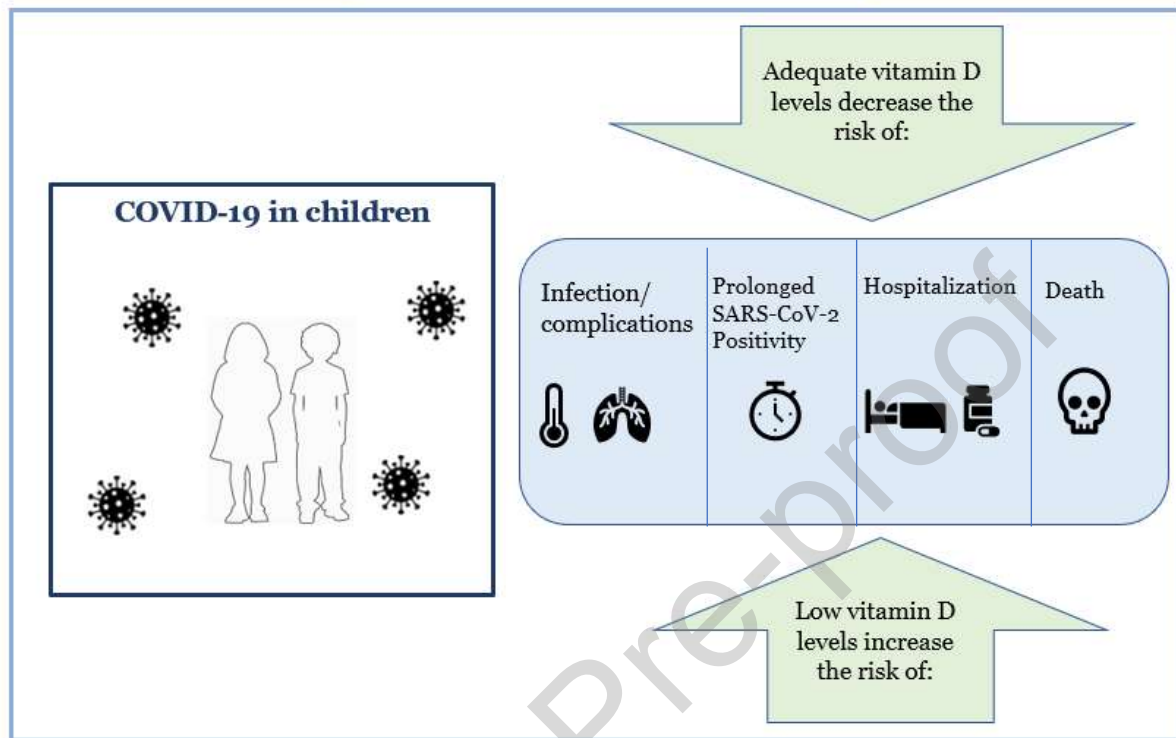 Adequate vitamin D
levels decrease the
risk of:
COVID-19 in children
Infection/
complications
Prolonged
SARS-CoV-2
Positivity
Hospitalization
Death
Low vitamin D
levels increase
the risk of:
Pre-proof